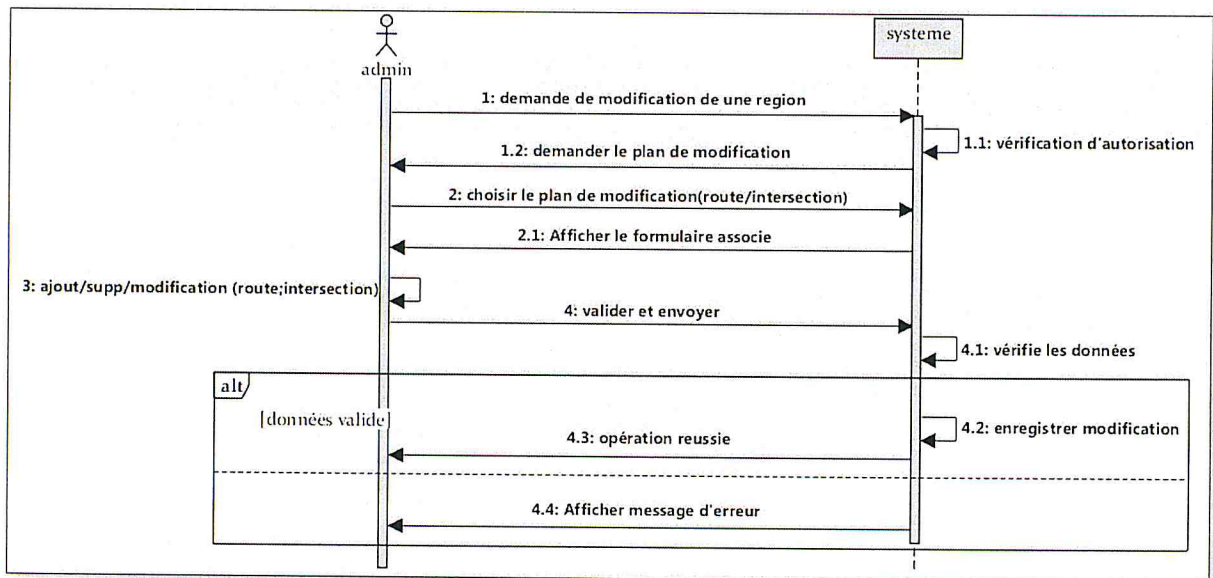 systeme
admin
1: demande de modification de une region
1.1: vérification d'autorisation
1.2: demander le plan de modification
2: choisir le plan de modification(route/intersection)
2.1: Afficher le formulaire associe
3: ajout/supp/modification (route;intersection)
4: valider et envoyer
4.1: vérifie les données
alt
[données valide]
4.2: enregistrer modification
4.3: opération reussie
4.4: Afficher message d'erreur